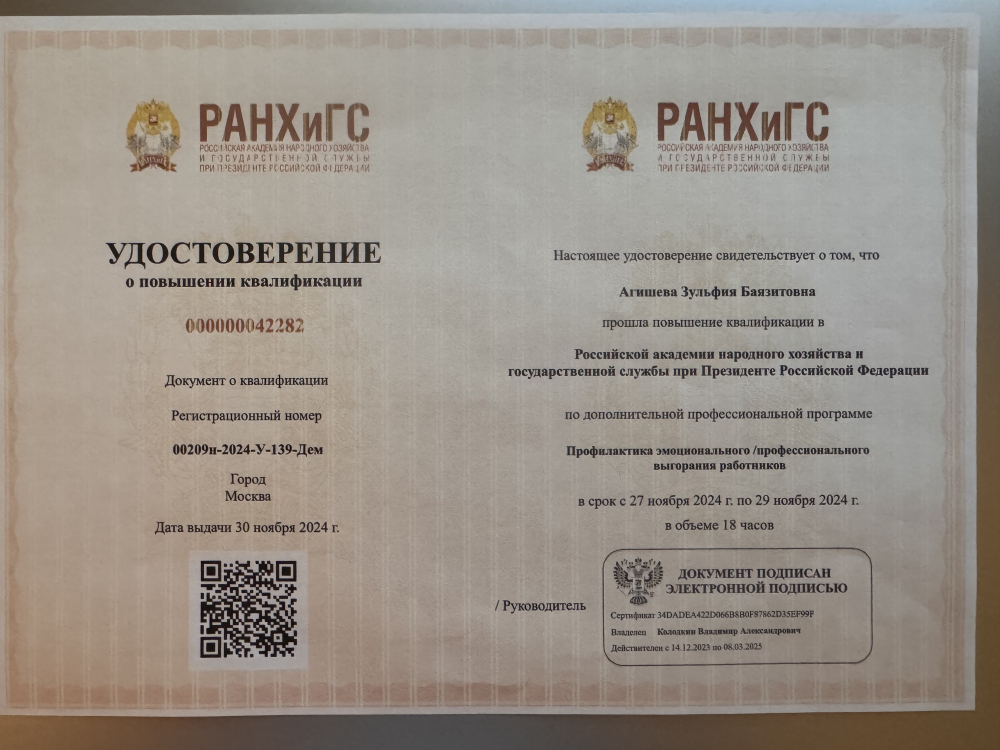 РАНХиГС
РОССИЙСКАЯ АКАДЕМИЯ НАРОДНОГО ХОЗЯЙСТВА
И ГОСУДАРСТВЕННОЙ СЛУЖБЫ
ПРИ ПРЕЗИДЕНТЕ РОССИЙСКОЙ ФЕДЕРАЦИИ
УДОСТОВЕРЕНИЕ
о повышении квалификации
000000042282
Документ о квалификации
Регистрационный номер
00209н-2024-У-139-Дем
Город
Москва
Дата выдачи 30 ноября 2024 г.
РАНХиГС
РОССИЙСКАЯ АКАДЕМИЯ НАРОДНОГО ХОЗЯЙСТВА
И ГОСУДАРСТВЕННОЙ СЛУЖБЫ
ПРИ ПРЕЗИДЕНТЕ РОССИЙСКОЙ ФЕДЕРАЦИИ
Настоящее удостоверение свидетельствует о том, что
Агишева Зульфия Баязитовна
прошла повышение квалификации в
Российской академии народного хозяйства и
государственной службы при Президенте Российской Федерации
по дополнительной профессиональной программе
Профилактика эмоционального /профессионального
выгорания работников
в срок с 27 ноября 2024 г. по 29 ноября 2024 г.
в объеме 18 часов
/ Руководитель
ДОКУМЕНТ ПОДПИСАН
ЭЛЕКТРОННОЙ ПОДПИСЬЮ
Сертификат 34DADEA422D066B8B0F87862D35EF99F
Владелец Колодкин Владимир Александрович
Действителен с 14.12.2023 по 08.03.2025